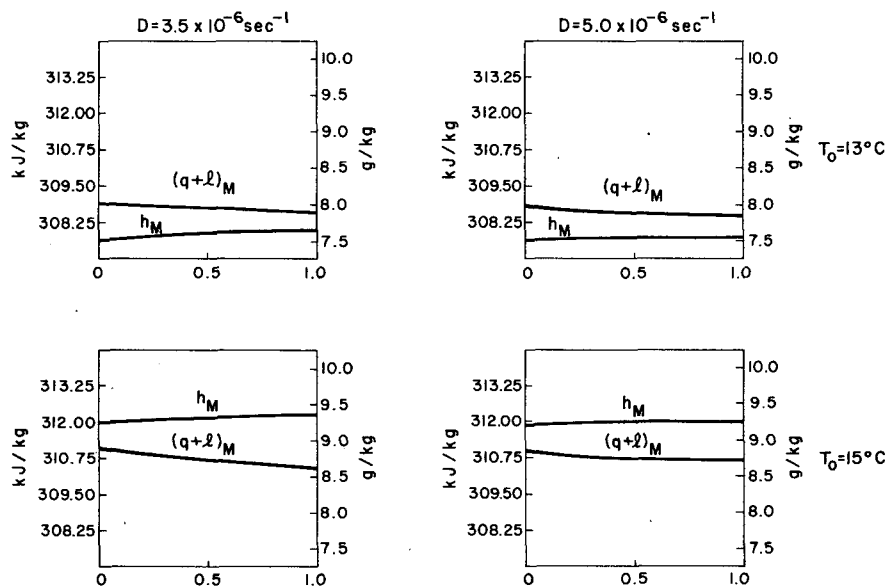 D=3.5 x 10⁻⁶ sec⁻¹
D=5.0 x 10⁻⁶ sec⁻¹
kJ/kg
313.25
312.00
310.75
309.50
308.25
(q+ℓ)M
hM
0
0.5
1.0
10.0
9.5
9.0
8.5
8.0
7.5
g/kg
kJ/kg
313.25
312.00
310.75
309.50
308.25
(q+ℓ)M
hM
0
0.5
1.0
10.0
9.5
9.0
8.5
8.0
7.5
g/kg
T₀=13°C
kJ/kg
313.25
312.00
310.75
309.50
308.25
hM
(q+ℓ)M
0
0.5
1.0
10.0
9.5
9.0
8.5
8.0
7.5
g/kg
kJ/kg
313.25
312.00
310.75
309.50
308.25
hM
(q+ℓ)M
0
0.5
1.0
10.0
9.5
9.0
8.5
8.0
7.5
g/kg
T₀=15°C